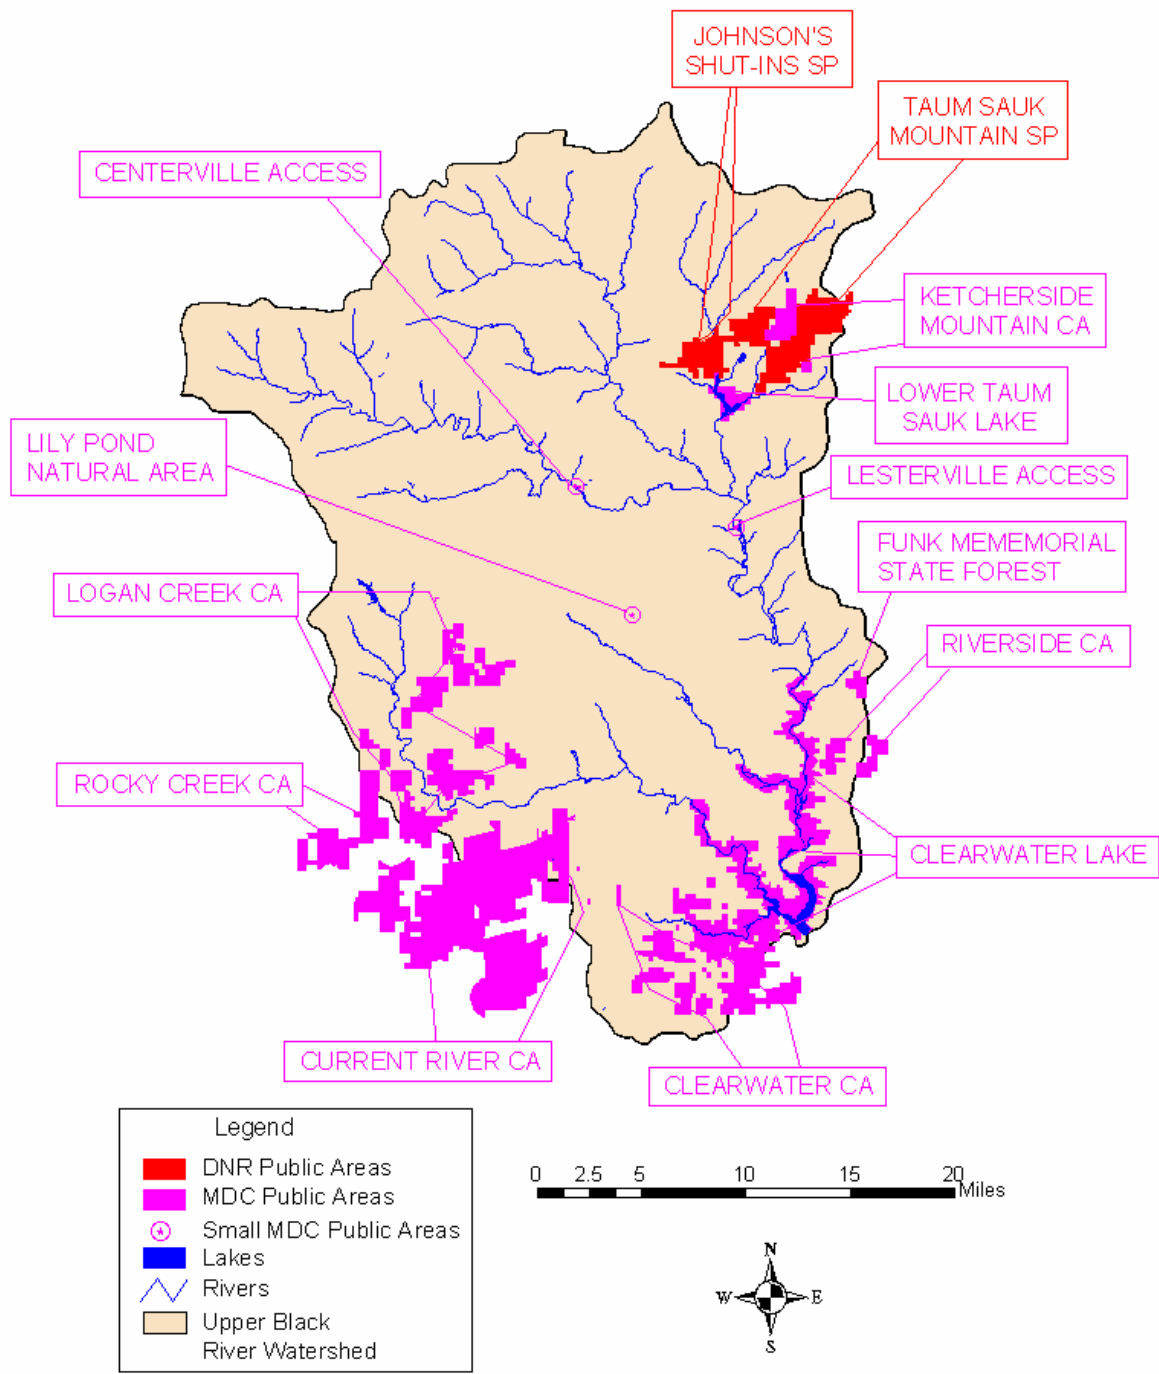 JOHNSON'S
SHUT-INS SP
TAUM SAUK
MOUNTAIN SP
CENTERVILLE ACCESS
KETCHERSIDE
MOUNTAIN CA
LOWER TAUM
SAUK LAKE
LILY POND
NATURAL AREA
LESTERVILLE ACCESS
FUNK MEMEMORIAL
STATE FOREST
LOGAN CREEK CA
RIVERSIDE CA
ROCKY CREEK CA
CLEARWATER LAKE
CURRENT RIVER CA
CLEARWATER CA
Legend
DNR Public Areas
MDC Public Areas
Small MDC Public Areas
Lakes
Rivers
Upper Black
River Watershed
0 2.5 5 10 15 20
Miles
N
W E
S